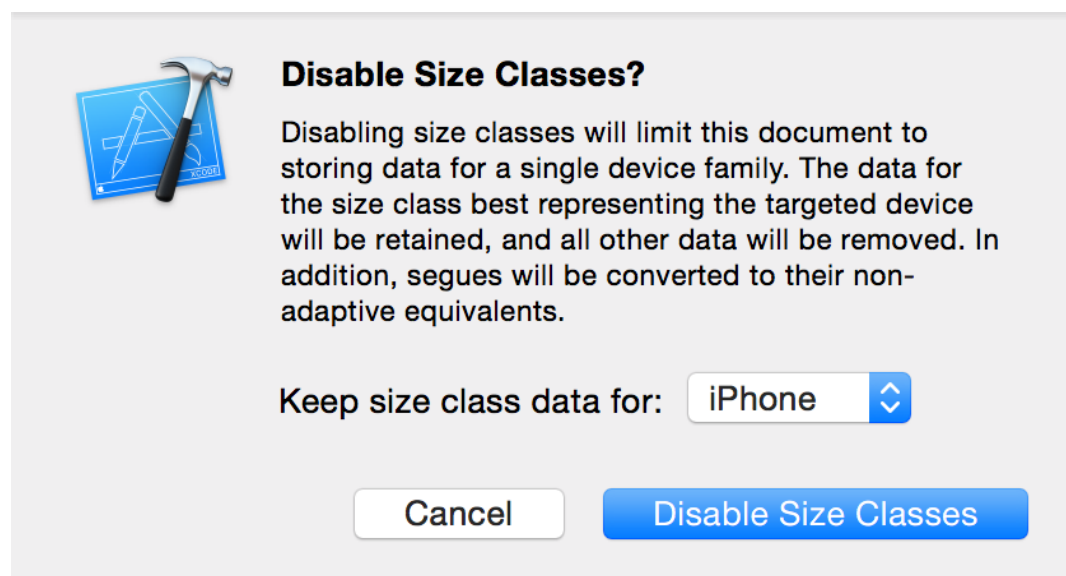 Disable Size Classes?
Disabling size classes will limit this document to
storing data for a single device family. The data for
the size class best representing the targeted device
will be retained, and all other data will be removed. In
addition, segues will be converted to their non-
adaptive equivalents.
XCODE
Keep size class data for: iPhone
Cancel Disable Size Classes